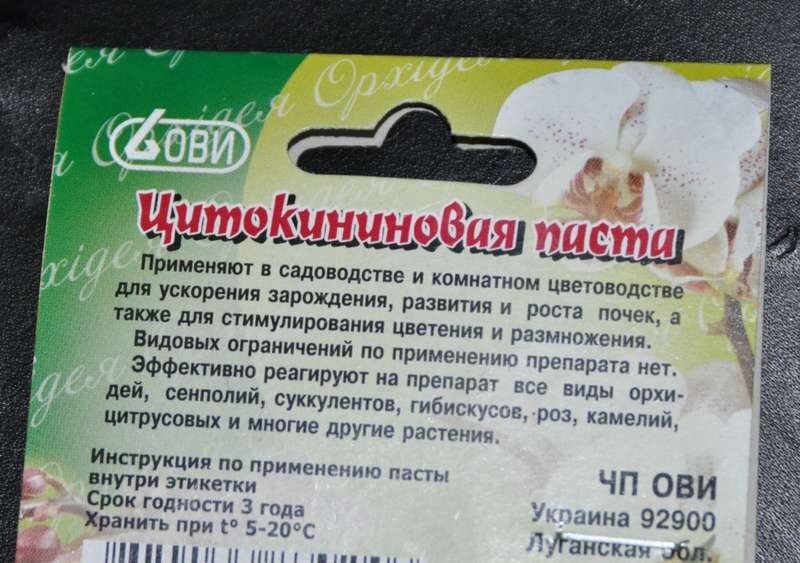 Орхідея Орхідея
Орхідея
ОВИ
Цитокининовая паста
Применяют в садоводстве и комнатном цветоводстве
для ускорения зарождения, развития и роста почек, а
также для стимулирования цветения и размножения.
Видовых ограничений по применению препарата нет.
Эффективно реагируют на препарат все виды орхи-
дей, сенполий, суккулентов, гибискусов, роз, камелий,
цитрусовых и многие другие растения.
Инструкция по применению пасты
внутри этикетки
Срок годности 3 года
Хранить при t° 5-20°С
ЧП ОВИ
Украина 92900
Луганская обл.